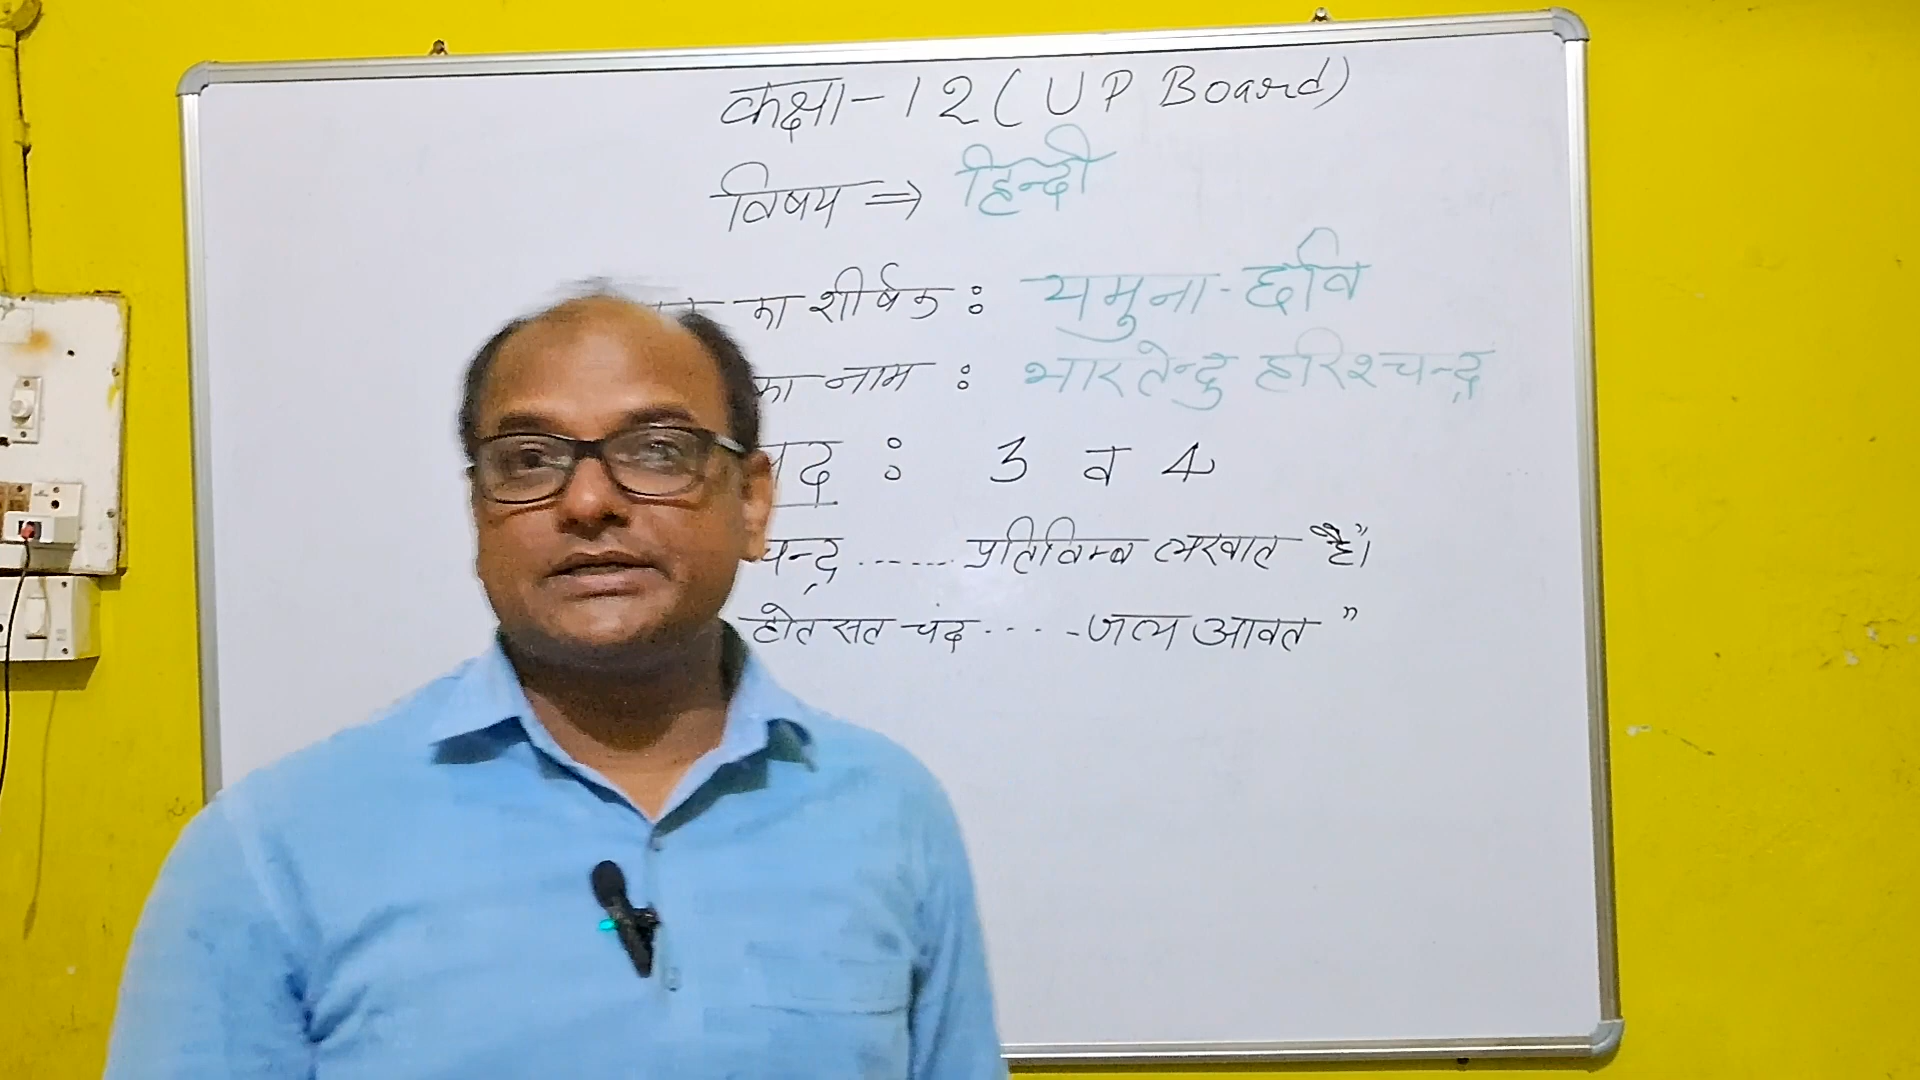 कक्षा-12 (UP Board)
विषय ⇒ हिन्दी
का शीर्षक : यमुना-छवि
का नाम : भारतेन्दु हरिश्चन्द्र
पद : 3 व 4
चन्द्र ...... प्रतिविम्ब लखात है"।
होत सत चंद .... जल आवत"